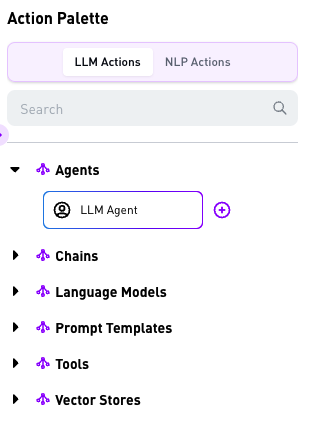 Action Palette
LLM Actions NLP Actions
Search
Agents
LLM Agent
Chains
Language Models
Prompt Templates
Tools
Vector Stores